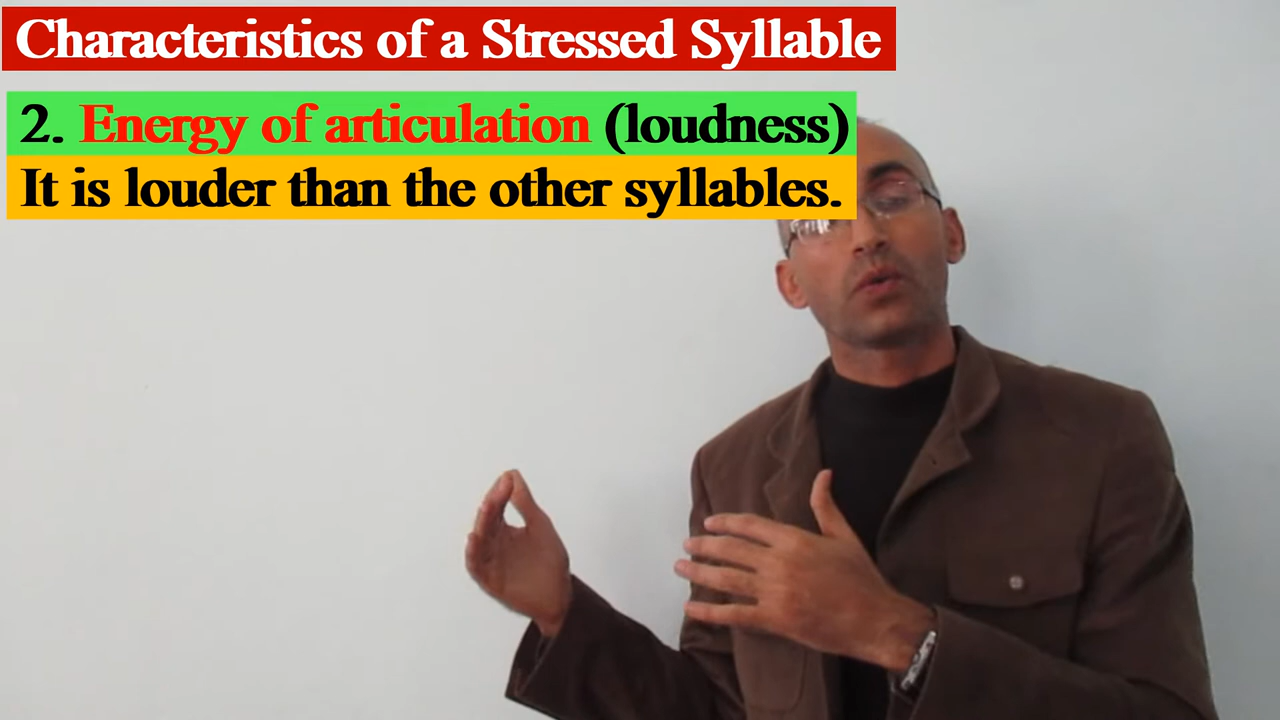 Characteristics of a Stressed Syllable
2. Energy of articulation (loudness)
It is louder than the other syllables.